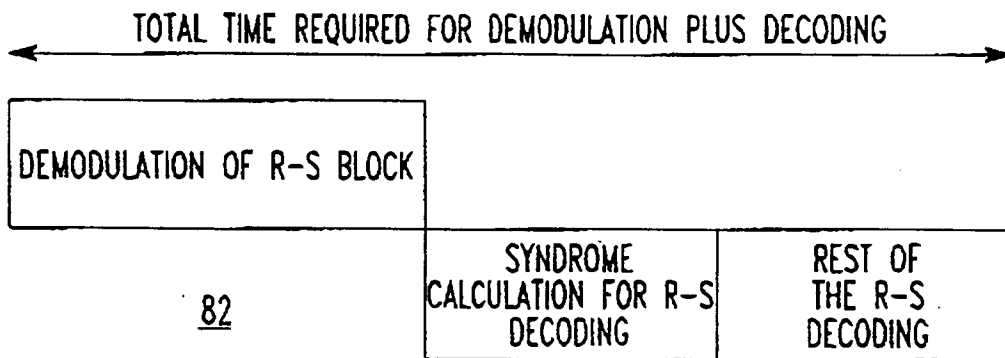 TOTAL TIME REQUIRED FOR DEMODULATION PLUS DECODING
DEMODULATION OF R-S BLOCK
SYNDROME
CALCULATION FOR R-S
DECODING
REST OF
THE R-S
DECODING
82